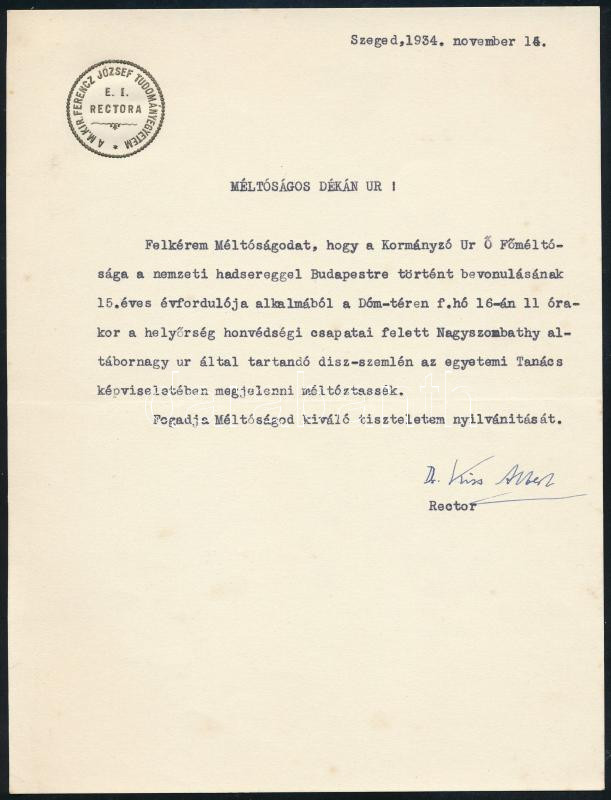 Szeged,1934. november 14.
A M.KIR. FERENCZ JÓZSEF TUDOMÁNYEGYETEM *
E. I.
RECTORA
MÉLTÓSÁGOS DÉKÁN UR !
Felkérem Méltóságodat, hogy a Kormányzó Ur Ő Főméltó-
sága a nemzeti hadsereggel Budapestre történt bevonulásának
15.éves évfordulója alkalmából a Dóm-téren f.hó 16-án 11 óra-
kor a helyőrség honvédségi csapatai felett Nagyszombathy al-
tábornagy ur által tartandó disz-szemlén az egyetemi Tanács
képviseletében megjelenni méltóztassék.
Fogadja Méltóságod kiváló tiszteletem nyilvánitását.
Dr. Kiss Albert
Rector